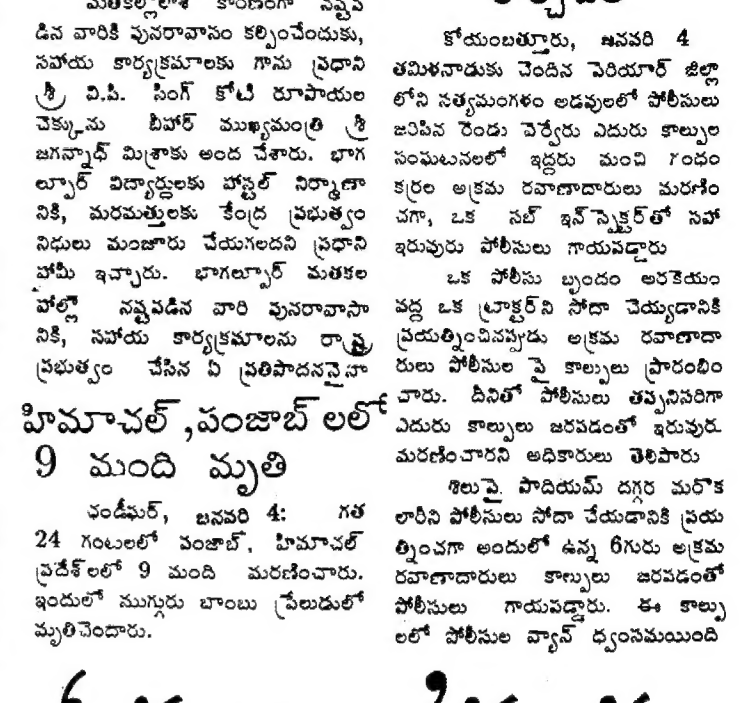 మతకల్లోలాల కారణంగా నష్టప
డిన వారికి పునరావాసం కల్పించేందుకు,
సహాయ కార్యక్రమాలకు గాను ప్రధాని
శ్రీ వి.పి. సింగ్ కోటి రూపాయల
చెక్కును బీహార్ ముఖ్యమంత్రి శ్రీ
జగన్నాధ్ మిశ్రాకు అంద చేశారు. భాగ
ల్పూర్ విద్యార్థులకు హాస్టల్ నిర్మాణా
నికి, మరమత్తులకు కేంద్ర ప్రభుత్వం
నిధులు మంజూరు చేయగలదని ప్రధాని
హామీ ఇచ్చారు. భాగల్పూర్ మతకల
హాల్లో నష్టపడిన వారి పునరావాసా
నికి, సహాయ కార్యక్రమాలను రాష్ట్ర
ప్రభుత్వం చేసిన ఏ ప్రతిపాదననైనా
హిమాచల్,పంజాబ్ లలో
9 మంది మృతి
ఛండీఘర్, జనవరి 4: గత
24 గంటలలో పంజాబ్, హిమాచల్
ప్రదేశ్‌లలో 9 మంది మరణించారు.
ఇందులో ముగ్గురు బాంబు ప్రేలుడులో
మృతిచెందారు.
కోయంబత్తూరు, జనవరి 4
తమిళనాడుకు చెందిన పెరియార్ జిల్లా
లోని సత్యమంగళం అడవులలో పోలీసులు
జరిపిన రెండు వేర్వేరు ఎదురు కాల్పుల
సంఘటనలలో ఇద్దరు మంచి గంధం
కర్రల అక్రమ రవాణాదారులు మరణిం
చగా, ఒక సబ్ ఇన్‌స్పెక్టర్‌తో సహా
ఇరువురు పోలీసులు గాయపడ్డారు
ఒక పోలీసు బృందం అరకెయం
వద్ద ఒక ట్రాక్టర్‌ని సోదా చెయ్యడానికి
ప్రయత్నించినప్పుడు అక్రమ రవాణాదా
రులు పోలీసుల పై కాల్పులు ప్రారంభిం
చారు. దీనితో పోలీసులు తప్పనిసరిగా
ఎదురు కాల్పులు జరపడంతో ఇరువురు
మరణించారని అధికారులు తెలిపారు
శిలుపై పాదియమ్ దగ్గర మరొక
లారీని పోలీసులు సోదా చేయడానికి ప్రయ
త్నించగా అందులో ఉన్న 6గురు అక్రమ
రవాణాదారులు కాల్పులు జరపడంతో
పోలీసులు గాయపడ్డారు. ఈ కాల్పు
లలో పోలీసుల వ్యాన్ ధ్వంసమయింది